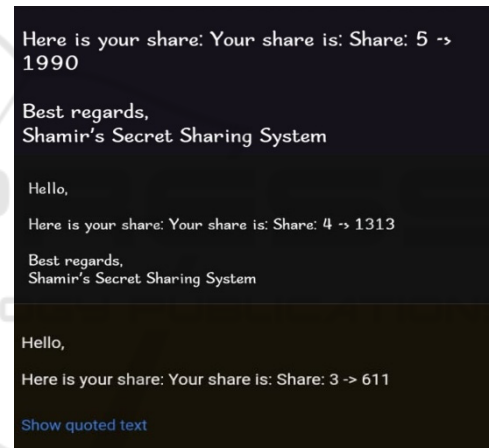 Here is your share: Your share is: Share: 5 ->
1990
Best regards,
Shamir's Secret Sharing System
Hello,
Here is your share: Your share is: Share: 4 -> 1313
Best regards,
Shamir's Secret Sharing System
Hello,
Here is your share: Your share is: Share: 3 -> 611
Show quoted text